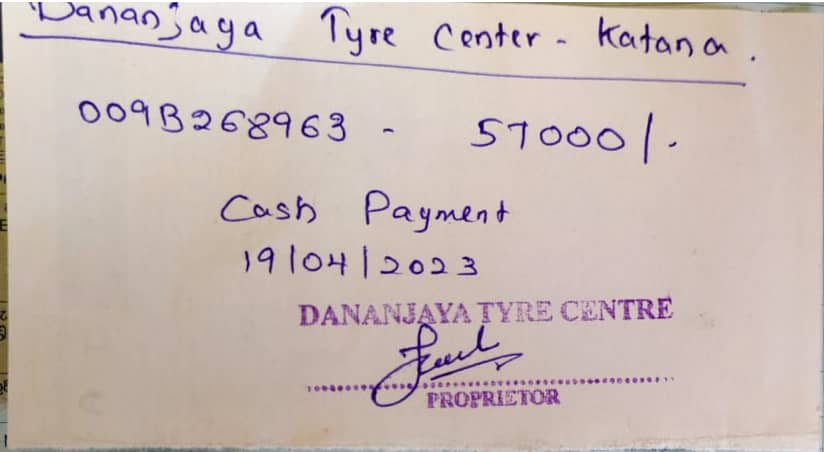 Dananjaya Tyre Center - Katana.
009B268963 - 57000/-
Cash Payment
19/04/2023
DANANJAYA TYRE CENTRE
PROPRIETOR